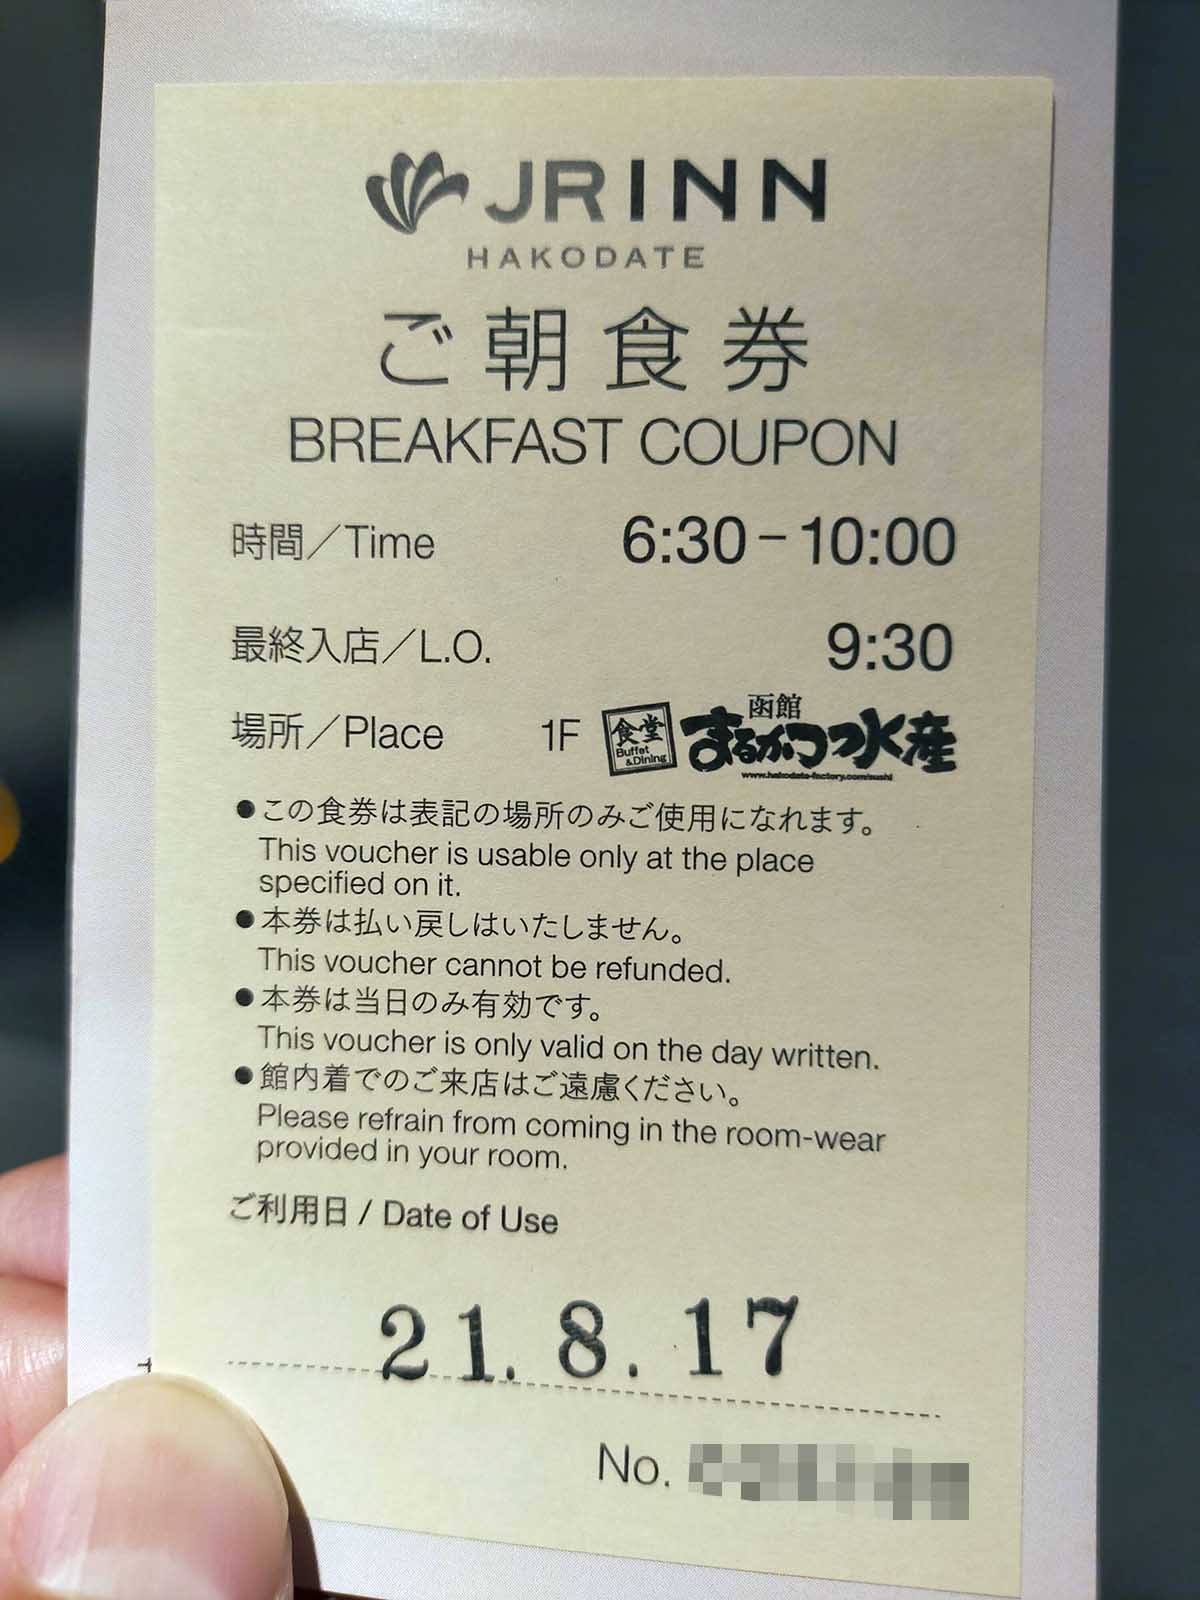 JRINN
HAKODATE
ご朝食券
BREAKFAST COUPON
時間／Time 6:30－10:00
最終入店／L.O. 9:30
場所／Place 1F 食堂 Buffet &Dining 函館 まるかつ水産
www.hakodate-factory.com/sushi
●この食券は表記の場所のみご使用になれます。
This voucher is usable only at the place
specified on it.
●本券は払い戻しはいたしません。
This voucher cannot be refunded.
●本券は当日のみ有効です。
This voucher is only valid on the day written.
●館内着でのご来店はご遠慮ください。
Please refrain from coming in the room-wear
provided in your room.
ご利用日 / Date of Use
21. 8. 17
No.